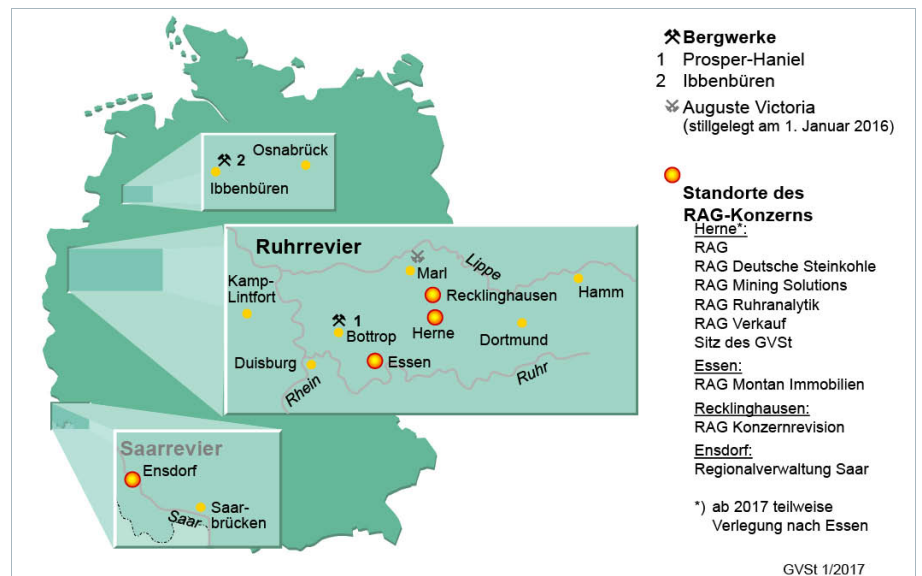 Osnabrück
2
Ibbenbüren
Ruhrrevier
Lippe
Marl
Kamp-
Lintfort
Recklinghausen
Hamm
1
Bottrop
Herne
Dortmund
Duisburg
Essen
Rhein
Ruhr
Saarrevier
Ensdorf
Saar-
brücken
Saar
Bergwerke
1 Prosper-Haniel
2 Ibbenbüren
Auguste Victoria
(stillgelegt am 1. Januar 2016)
Standorte des
RAG-Konzerns
Herne*:
RAG
RAG Deutsche Steinkohle
RAG Mining Solutions
RAG Ruhranalytik
RAG Verkauf
Sitz des GVSt
Essen:
RAG Montan Immobilien
Recklinghausen:
RAG Konzernrevision
Ensdorf:
Regionalverwaltung Saar
*) ab 2017 teilweise
Verlegung nach Essen
GVSt 1/2017